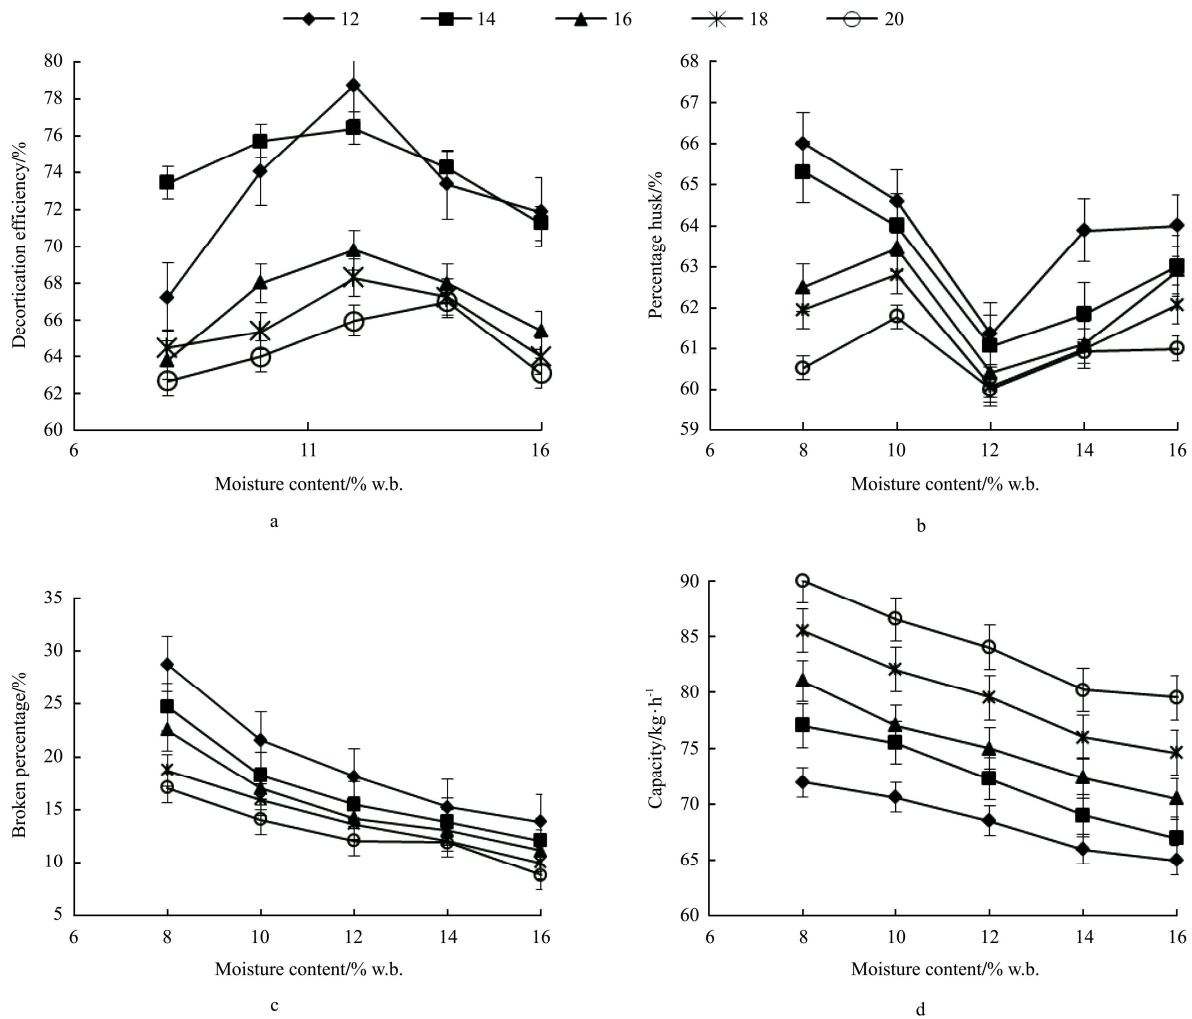 12 14 16 18 20
80
78
76
74
72
70
68
66
64
62
60
6 11 16
Decortication efficiency/%
Moisture content/% w.b.
a
68
67
66
65
64
63
62
61
60
59
6 8 10 12 14 16
Percentage husk/%
Moisture content/% w.b.
b
35
30
25
20
15
10
5
6 8 10 12 14 16
Broken percentage/%
Moisture content/% w.b.
c
90
85
80
75
70
65
60
6 8 10 12 14 16
Capacity/kg·h⁻¹
Moisture content/% w.b.
d